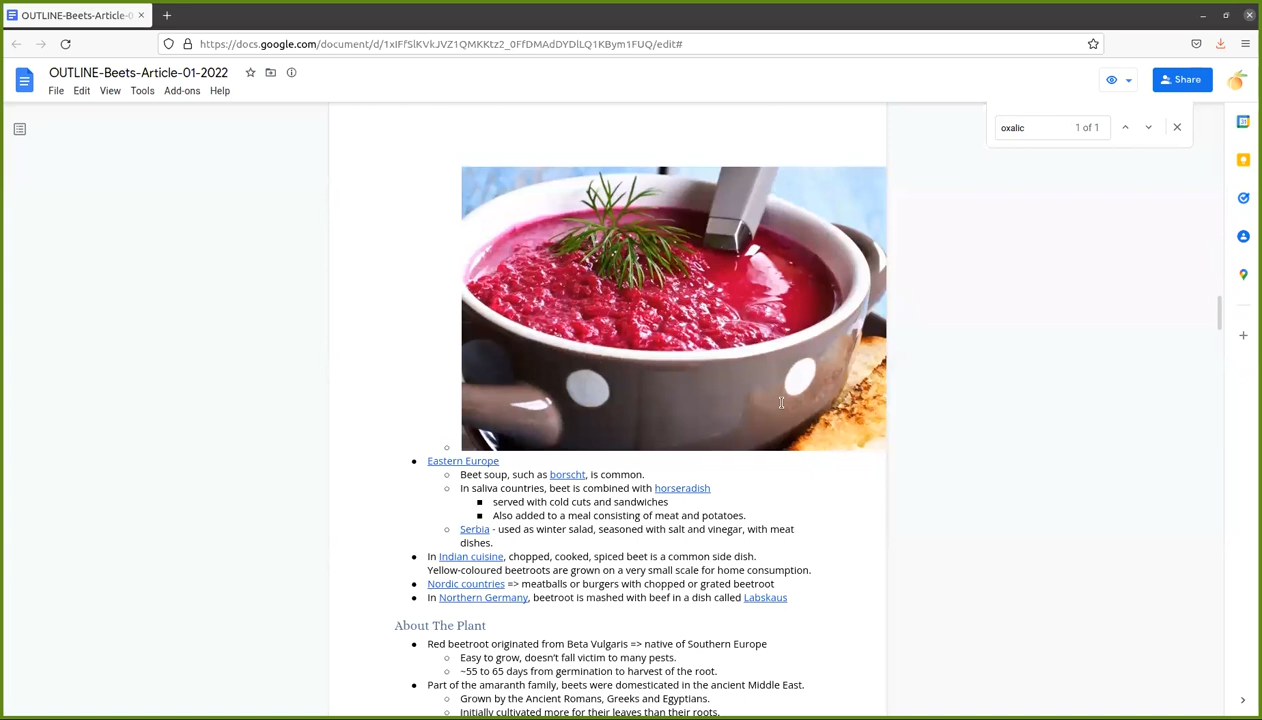 OUTLINE-Beets-Article-0
https://docs.google.com/document/d/1xIFfSlKVkJVZ1QMKKtz2_0FfDMAdDYDlLQ1KBym1FUQ/edit#
OUTLINE-Beets-Article-01-2022
File Edit View Tools Add-ons Help
Share
oxalic 1 of 1
Eastern Europe
Beet soup, such as borscht, is common.
In saliva countries, beet is combined with horseradish
served with cold cuts and sandwiches
Also added to a meal consisting of meat and potatoes.
Serbia - used as winter salad, seasoned with salt and vinegar, with meat
dishes.
In Indian cuisine, chopped, cooked, spiced beet is a common side dish.
Yellow-coloured beetroots are grown on a very small scale for home consumption.
Nordic countries => meatballs or burgers with chopped or grated beetroot
In Northern Germany, beetroot is mashed with beef in a dish called Labskaus
About The Plant
Red beetroot originated from Beta Vulgaris => native of Southern Europe
Easy to grow, doesn't fall victim to many pests.
~55 to 65 days from germination to harvest of the root.
Part of the amaranth family, beets were domesticated in the ancient Middle East.
Grown by the Ancient Romans, Greeks and Egyptians.
Initially cultivated more for their leaves than their roots.